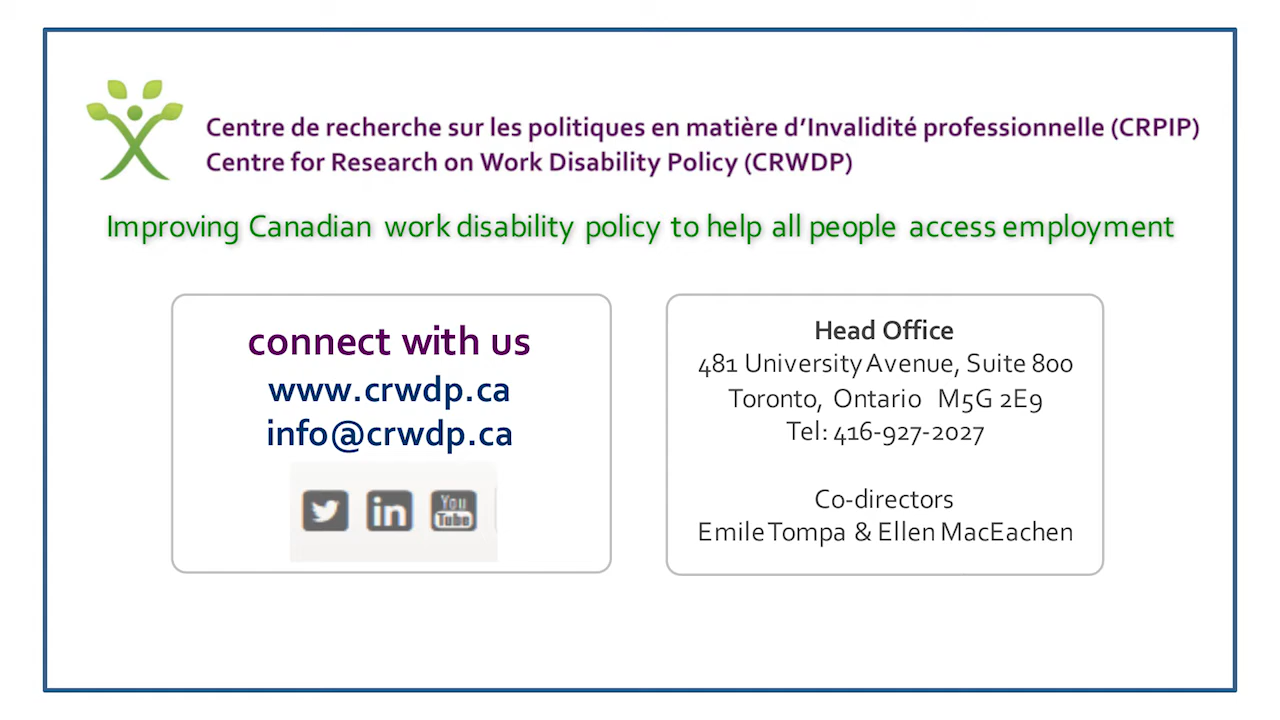 Centre de recherche sur les politiques en matière d’Invalidité professionnelle (CRPIP)
Centre for Research on Work Disability Policy (CRWDP)
Improving Canadian work disability policy to help all people access employment
connect with us
www.crwdp.ca
info@crwdp.ca
in
You
Tube
Head Office
481 University Avenue, Suite 800
Toronto, Ontario M5G 2E9
Tel: 416-927-2027
Co-directors
Emile Tompa & Ellen MacEachen